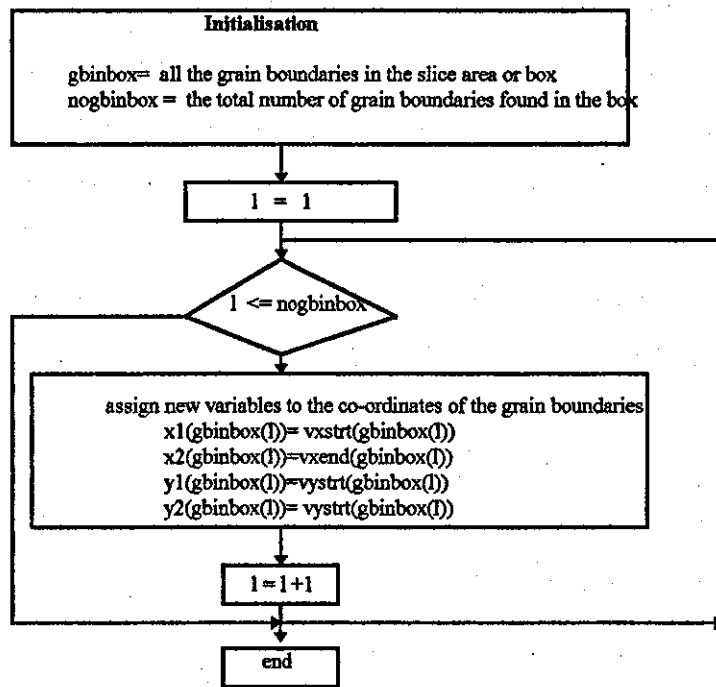 Initialisation
gbinbox= all the grain boundaries in the slice area or box
nogbinbox = the total number of grain boundaries found in the box
l = 1
l <= nogbinbox
assign new variables to the co-ordinates of the grain boundaries
x1(gbinbox(l))= vxstrt(gbinbox(l))
x2(gbinbox(l))=vxend(gbinbox(l))
y1(gbinbox(l))=vystrt(gbinbox(l))
y2(gbinbox(l))= vystrt(gbinbox(l))
l=l+1
end